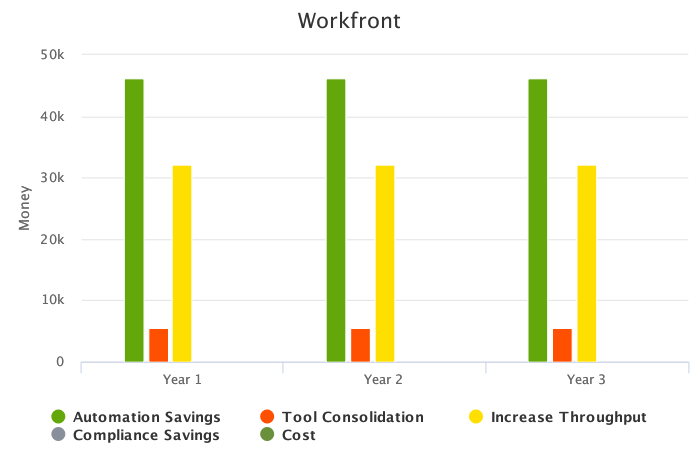 Workfront
50k
40k
30k
20k
10k
0
Money
Year 1 Year 2 Year 3
Automation Savings Tool Consolidation Increase Throughput
Compliance Savings Cost